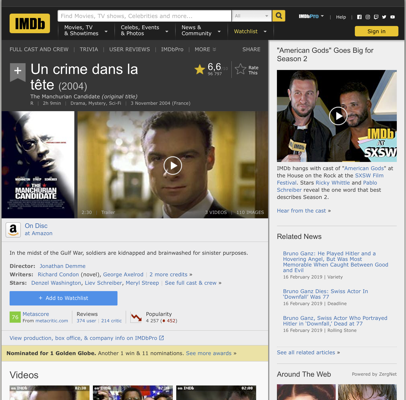 IMDb
Find Movies, TV shows, Celebrities and more...
All
IMDbPro
Help
Movies, TV & Showtimes
Celebs, Events & Photos
News & Community
Watchlist
Sign in
FULL CAST AND CREW | TRIVIA | USER REVIEWS | IMDbPro | MORE
SHARE
Un crime dans la tête (2004)
The Manchurian Candidate (original title)
R | 2h 9min | Drama, Mystery, Sci-Fi | 3 November 2004 (France)
6,6
Rate This
THE MANCHURIAN CANDIDATE
2:30 Trailer
3 VIDEOS | 110 IMAGES
On Disc
at Amazon
In the midst of the Gulf War, soldiers are kidnapped and brainwashed for sinister purposes.
Director: Jonathan Demme
Writers: Richard Condon (novel), George Axelrod | 2 more credits »
Stars: Denzel Washington, Liev Schreiber, Meryl Streep | See full cast & crew »
+ Add to Watchlist
Metascore
From metacritic.com
Reviews
374 user | 214 critic
Popularity
4 257
View production, box office, & company info on IMDbPro
Nominated for 1 Golden Globe. Another 1 win & 11 nominations. See more awards »
Videos
"American Gods" Goes Big for Season 2
IMDb
at
SXSW
IMDb hangs with cast of "American Gods" at the House on the Rock at the SXSW Film Festival. Stars Ricky Whittle and Pablo Schreiber reveal the one word that best describes Season 2.
Hear from the cast »
Related News
Bruno Ganz: He Played Hitler and a Hovering Angel, But Was Most Memorable When Caught Between Good and Evil
16 February 2019 | Variety
Bruno Ganz Dies: Swiss Actor In 'Downfall' Was 77
16 February 2019 | Deadline
Bruno Ganz, Swiss Actor Who Portrayed Hitler in 'Downfall,' Dead at 77
16 February 2019 | Rolling Stone
See all related articles »
Around The Web
Powered by ZergNet